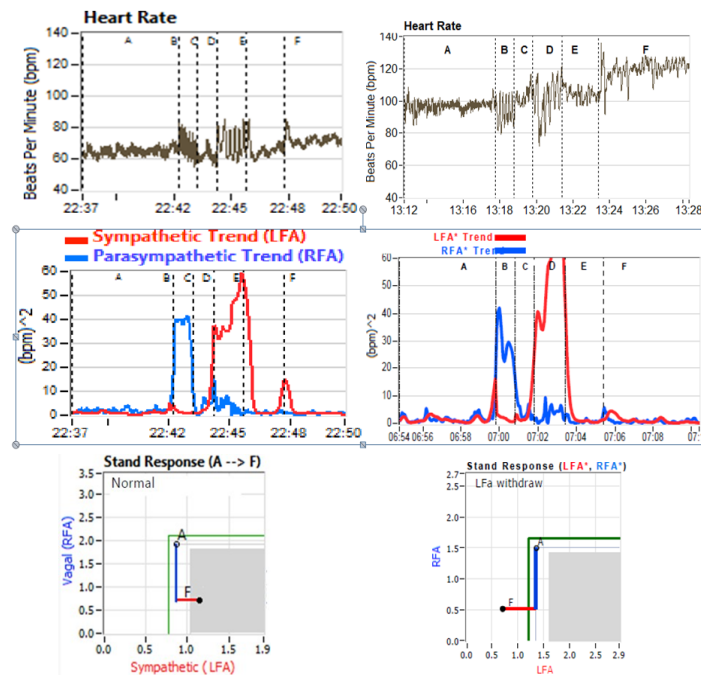 Heart Rate
Beats Per Minute (bpm)
140
120
100
80
60
40
A B C D E F
22:37 22:42 22:45 22:48 22:50
Heart Rate
Beats Per Minute (bpm)
140
120
100
80
60
40
A B C D E F
13:12 13:16 13:18 13:20 13:22 13:24 13:26 13:28
Sympathetic Trend (LFA)
Parasympathetic Trend (RFA)
(bpm)^2
60
50
40
30
20
10
0
A B C D E F
22:37 22:42 22:45 22:48 22:50
LFA* Trend
RFA* Trend
(bpm)^2
60
50
40
30
20
10
0
A B C D E F
06:54 06:56 06:58 07:00 07:02 07:04 07:06 07:08 07:
Stand Response (A --> F)
Normal
Vagal (RFA)
3.5
3.0
2.5
2.0
1.5
1.0
0.5
0.0
A
F
0.0 0.5 1.0 1.5 1.9
Sympathetic ( LFA)
Stand Response (LFA*, RFA*)
LFa withdraw
RFA
2.7
2.5
2.0
1.5
1.0
0.5
0.0
A
F
0.0 0.5 1.0 1.5 2.0 2.5 2.9
LFA